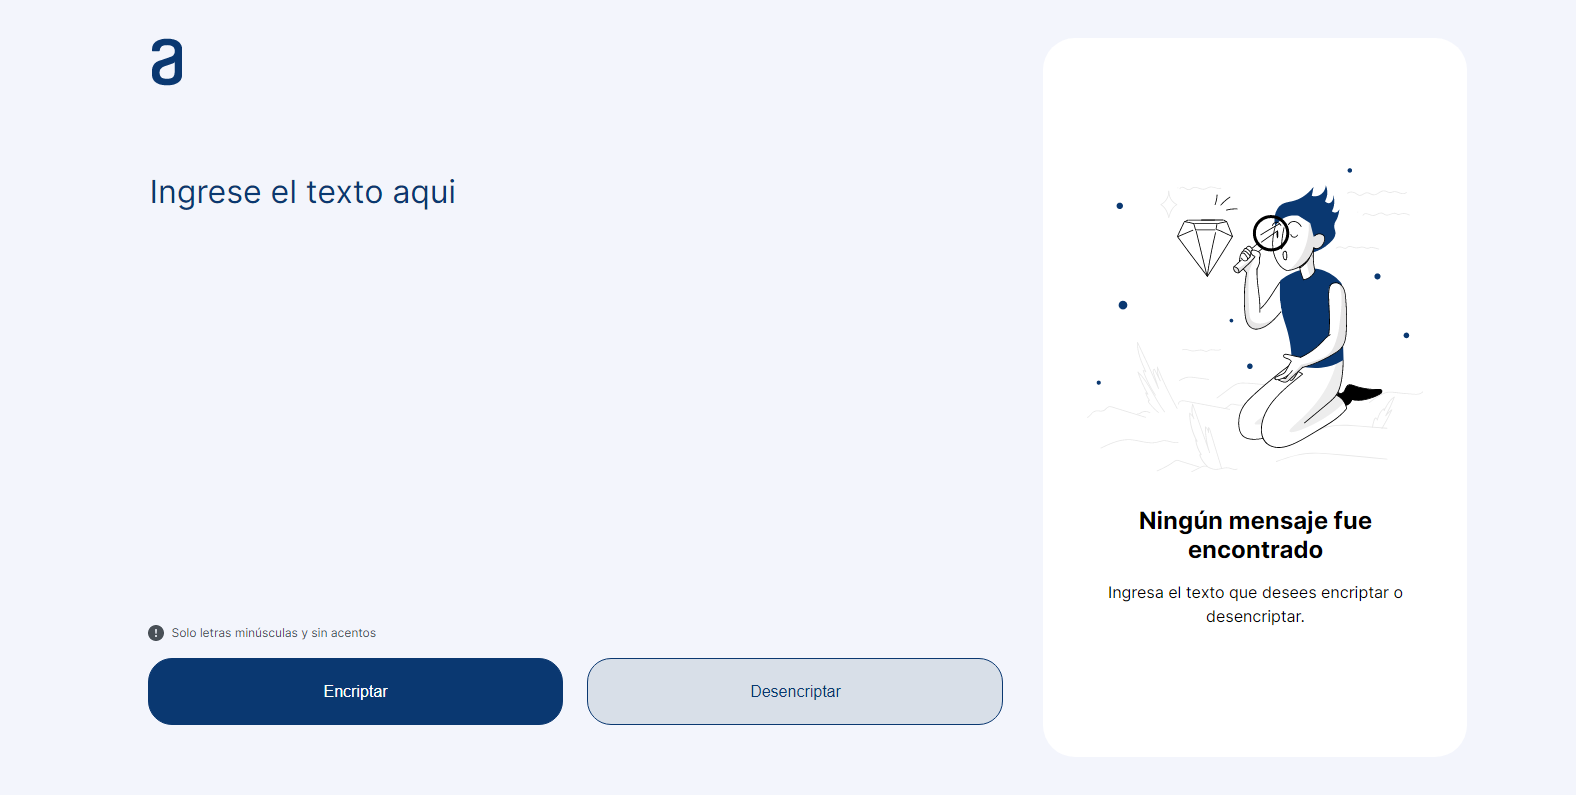 a
Ingrese el texto aqui
Solo letras minúsculas y sin acentos
Encriptar
Desencriptar
Ningún mensaje fue
encontrado
Ingresa el texto que desees encriptar o
desencriptar.